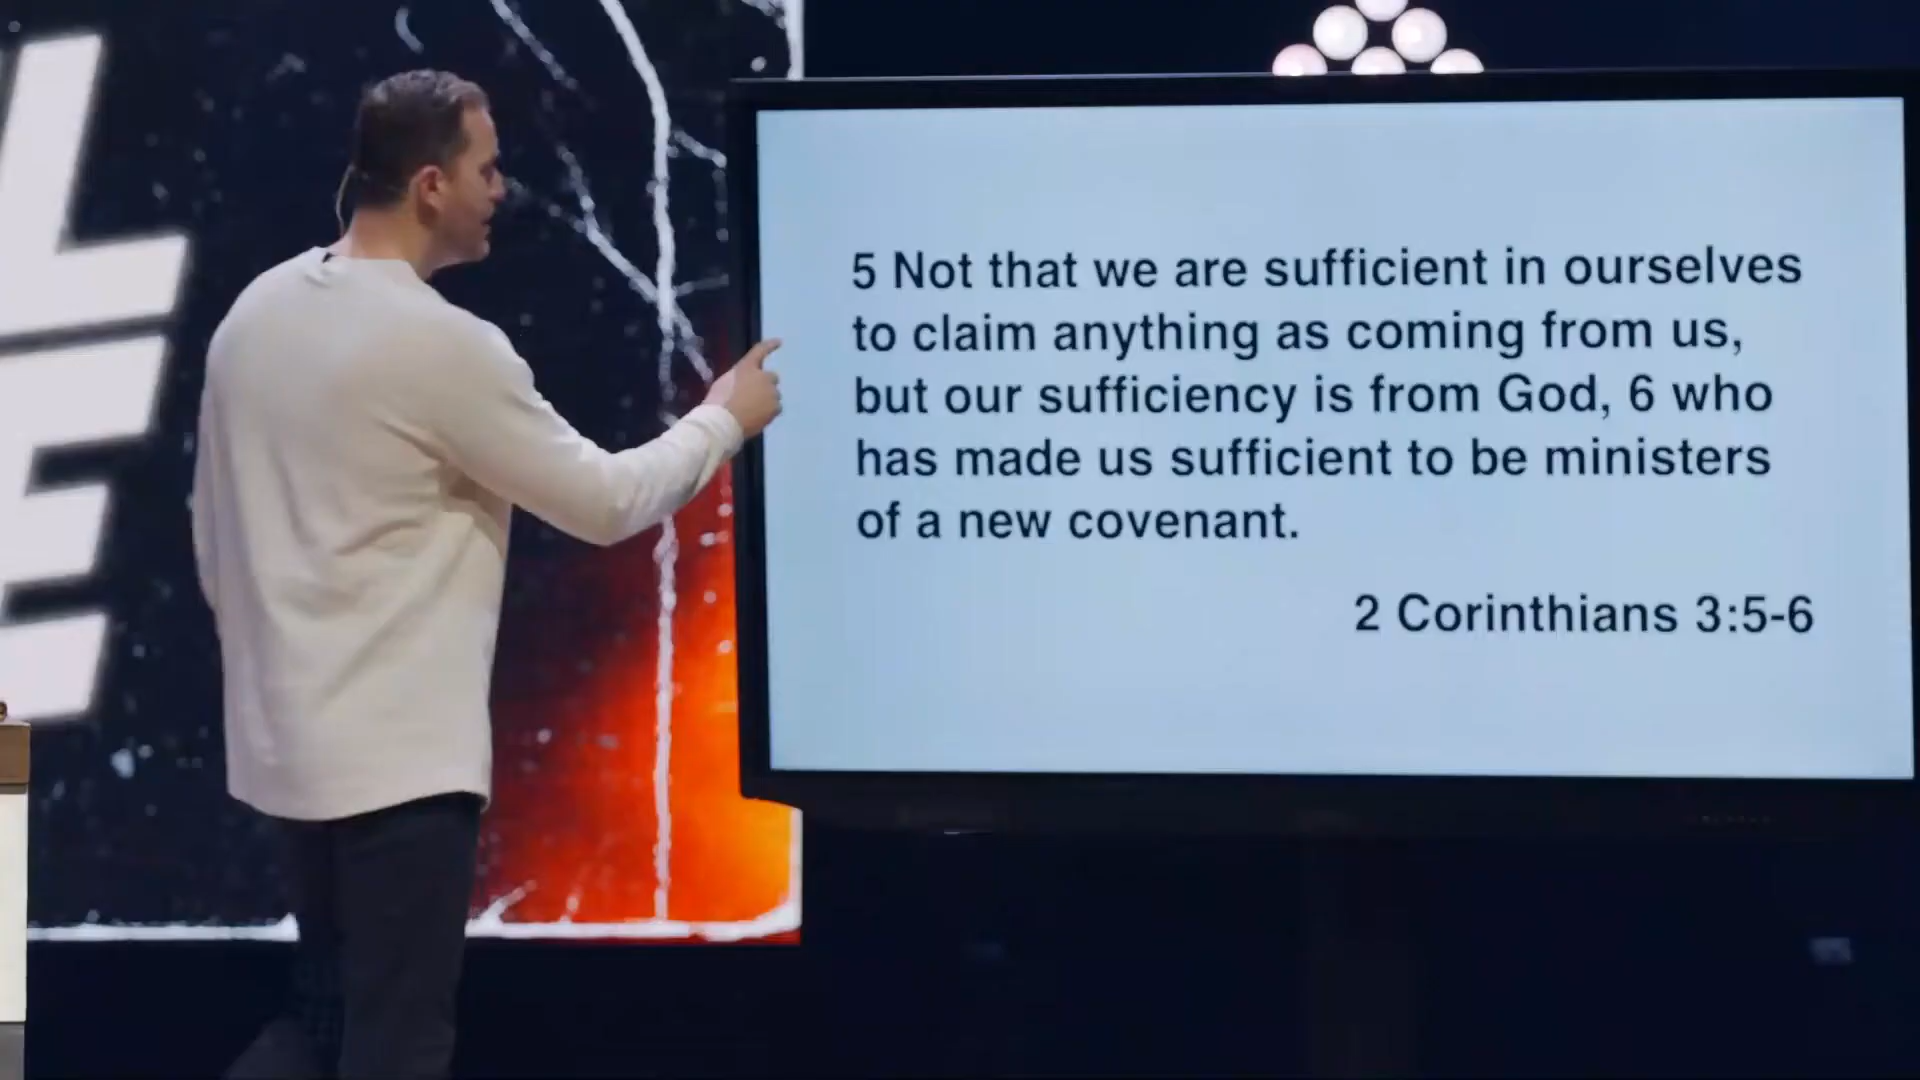 L
E
5 Not that we are sufficient in ourselves
to claim anything as coming from us,
but our sufficiency is from God, 6 who
has made us sufficient to be ministers
of a new covenant.
2 Corinthians 3:5-6